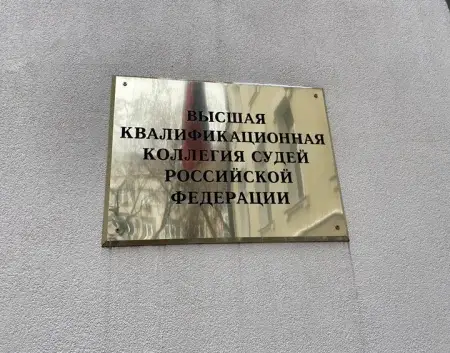 ВЫСШАЯ
КВАЛИФИКАЦИОННАЯ
КОЛЛЕГИЯ СУДЕЙ
РОССИЙСКОЙ
ФЕДЕРАЦИИ